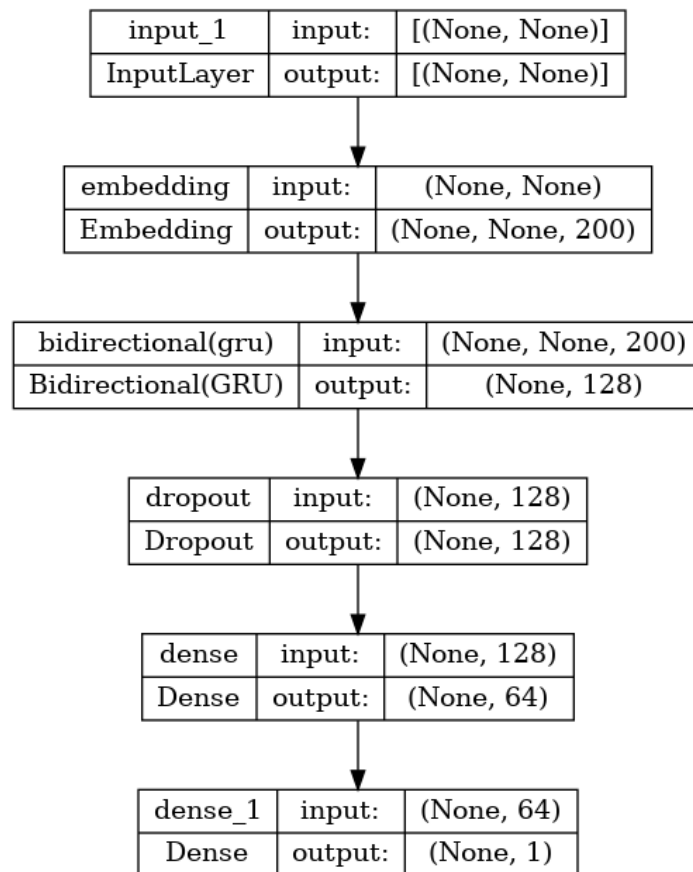 input_1 input: [(None, None)]
InputLayer output: [(None, None)]
embedding input: (None, None)
Embedding output: (None, None, 200)
bidirectional(gru) input: (None, None, 200)
Bidirectional(GRU) output: (None, 128)
dropout input: (None, 128)
Dropout output: (None, 128)
dense input: (None, 128)
Dense output: (None, 64)
dense_1 input: (None, 64)
Dense output: (None, 1)